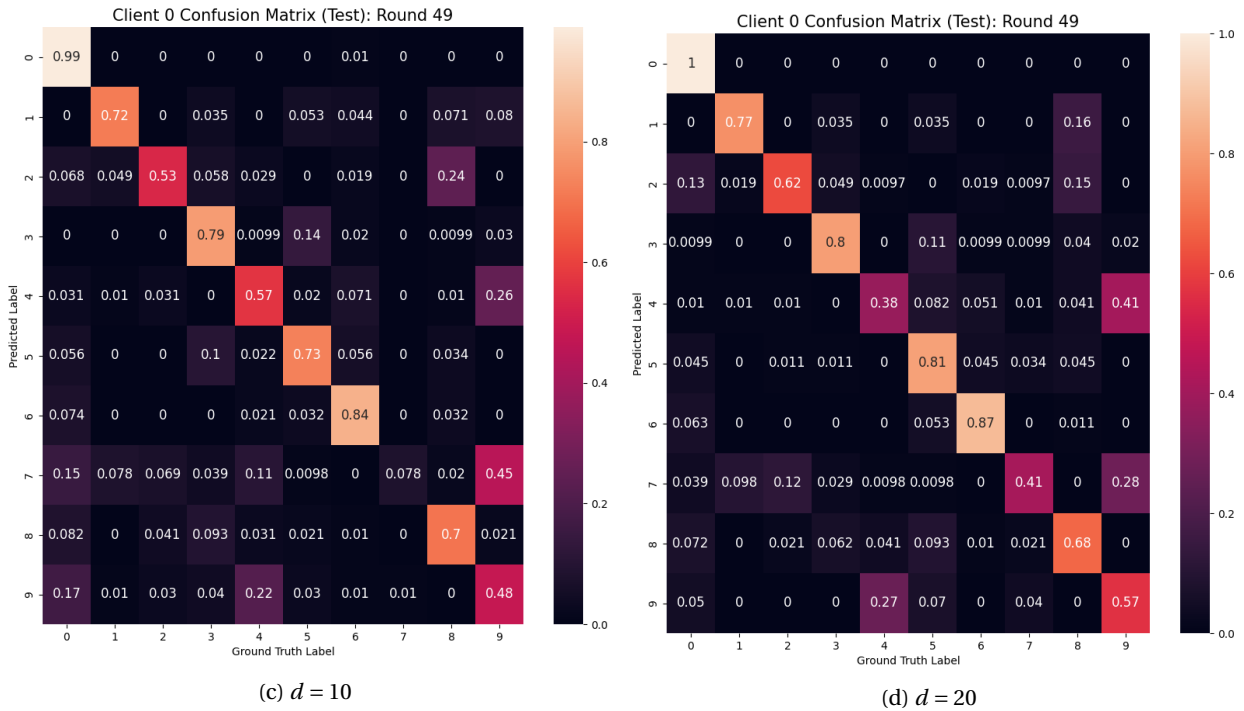 Client 0 Confusion Matrix (Test): Round 49
0 0.99 0 0 0 0 0 0.01 0 0 0
1 0 0.72 0 0.035 0 0.053 0.044 0 0.071 0.08
2 0.068 0.049 0.53 0.058 0.029 0 0.019 0 0.24 0
3 0 0 0 0.79 0.0099 0.14 0.02 0 0.0099 0.03
4 0.031 0.01 0.031 0 0.57 0.02 0.071 0 0.01 0.26
5 0.056 0 0 0.1 0.022 0.73 0.056 0 0.034 0
6 0.074 0 0 0 0.021 0.032 0.84 0 0.032 0
7 0.15 0.078 0.069 0.039 0.11 0.0098 0 0.078 0.02 0.45
8 0.082 0 0.041 0.093 0.031 0.021 0.01 0 0.7 0.021
9 0.17 0.01 0.03 0.04 0.22 0.03 0.01 0.01 0 0.48
0 1 2 3 4 5 6 7 8 9
Predicted Label
Ground Truth Label
0.8
0.6
0.4
0.2
0.0
(c) d = 10
Client 0 Confusion Matrix (Test): Round 49
0 1 0 0 0 0 0 0 0 0 0
1 0 0.77 0 0.035 0 0.035 0 0 0.16 0
2 0.13 0.019 0.62 0.049 0.0097 0 0.019 0.0097 0.15 0
3 0.0099 0 0 0.8 0 0.11 0.0099 0.0099 0.04 0.02
4 0.01 0.01 0.01 0 0.38 0.082 0.051 0.01 0.041 0.41
5 0.045 0 0.011 0.011 0 0.81 0.045 0.034 0.045 0
6 0.063 0 0 0 0 0.053 0.87 0 0.011 0
7 0.039 0.098 0.12 0.029 0.0098 0.0098 0 0.41 0 0.28
8 0.072 0 0.021 0.062 0.041 0.093 0.01 0.021 0.68 0
9 0.05 0 0 0 0.27 0.07 0 0.04 0 0.57
0 1 2 3 4 5 6 7 8 9
Predicted Label
Ground Truth Label
1.0
0.8
0.6
0.4
0.2
0.0
(d) d = 20